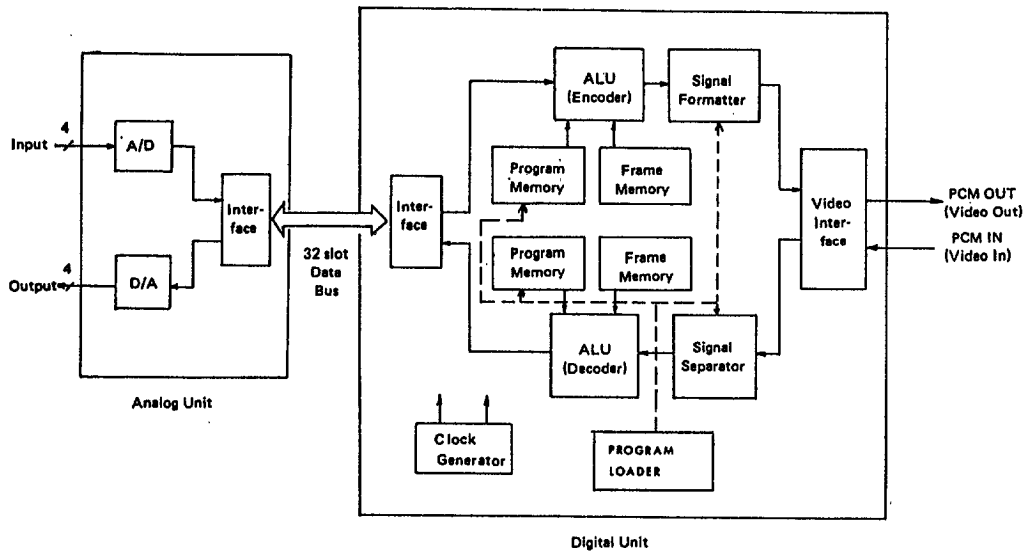 Input
4
A/D
Inter-
face
Output
4
D/A
Analog Unit
32 slot
Data
Bus
Inter-
face
ALU
(Encoder)
Signal
Formatter
Program
Memory
Frame
Memory
Program
Memory
Frame
Memory
ALU
(Decoder)
Signal
Separator
Clock
Generator
PROGRAM
LOADER
Video
Inter-
face
PCM OUT
(Video Out)
PCM IN
(Video In)
Digital Unit